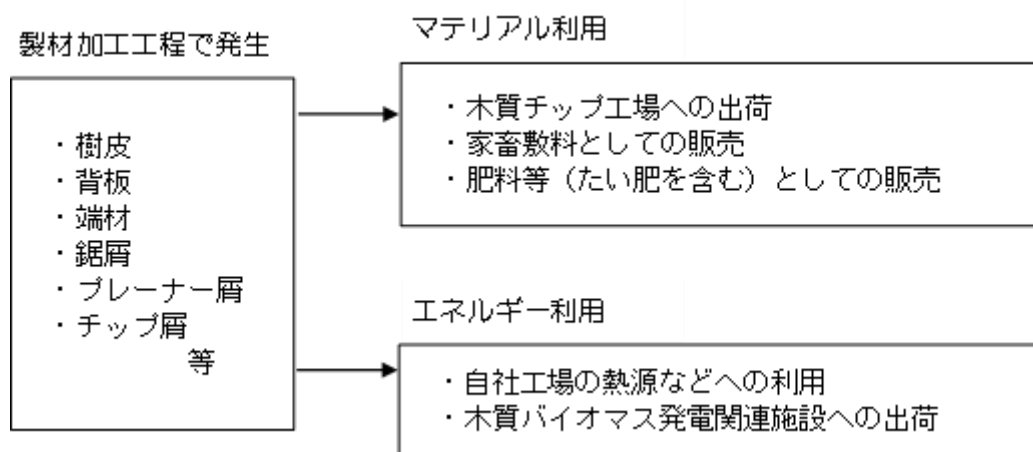 製材加工工程で発生
・樹皮
・背板
・端材
・鋸屑
・プレーナー屑
・チップ屑
等
マテリアル利用
・木質チップ工場への出荷
・家畜敷料としての販売
・肥料等（たい肥を含む）としての販売
エネルギー利用
・自社工場の熱源などへの利用
・木質バイオマス発電関連施設への出荷